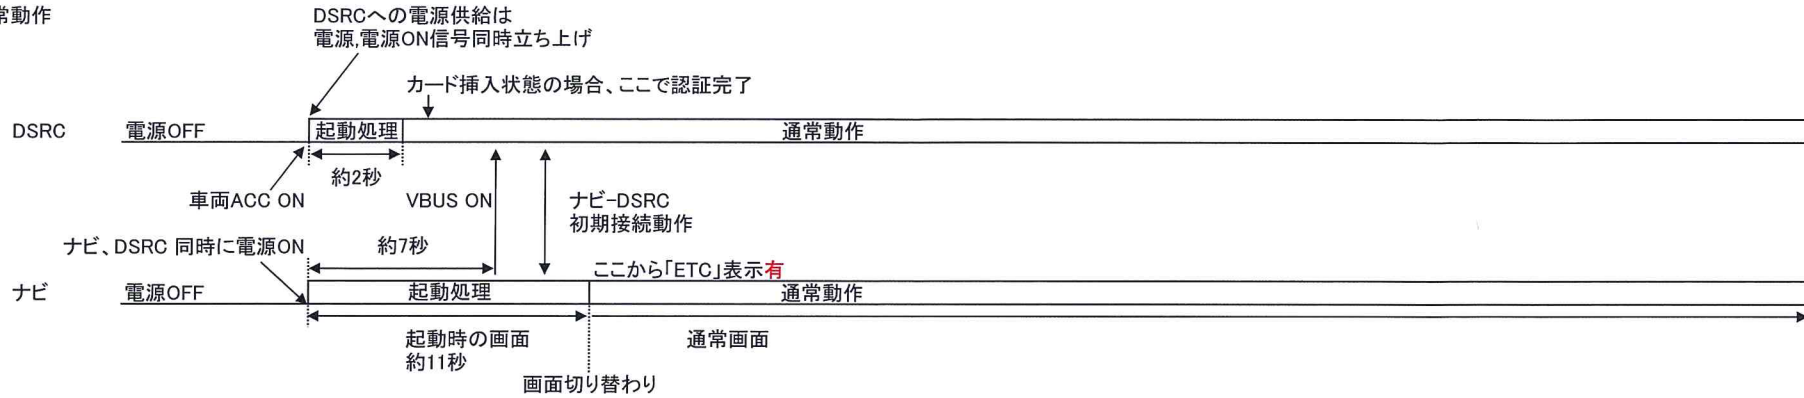 常動作
DSRCへの電源供給は
電源,電源ON信号同時立ち上げ
カード挿入状態の場合、ここで認証完了
DSRC
電源OFF
起動処理
通常動作
約2秒
車両ACC ON
VBUS ON
ナビ-DSRC
初期接続動作
ナビ、DSRC 同時に電源ON
約7秒
ここから「ETC」表示有
ナビ
電源OFF
起動処理
通常動作
起動時の画面
約11秒
通常画面
画面切り替わり